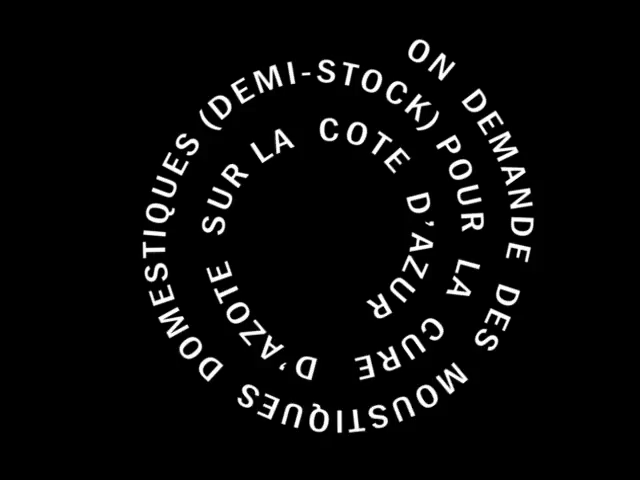 ON DEMANDE DES MOUSTIQUES DOMESTIQUES (DEMI-STOCK) POUR LA CURE D'AZOTE SUR LA COTE D'AZUR